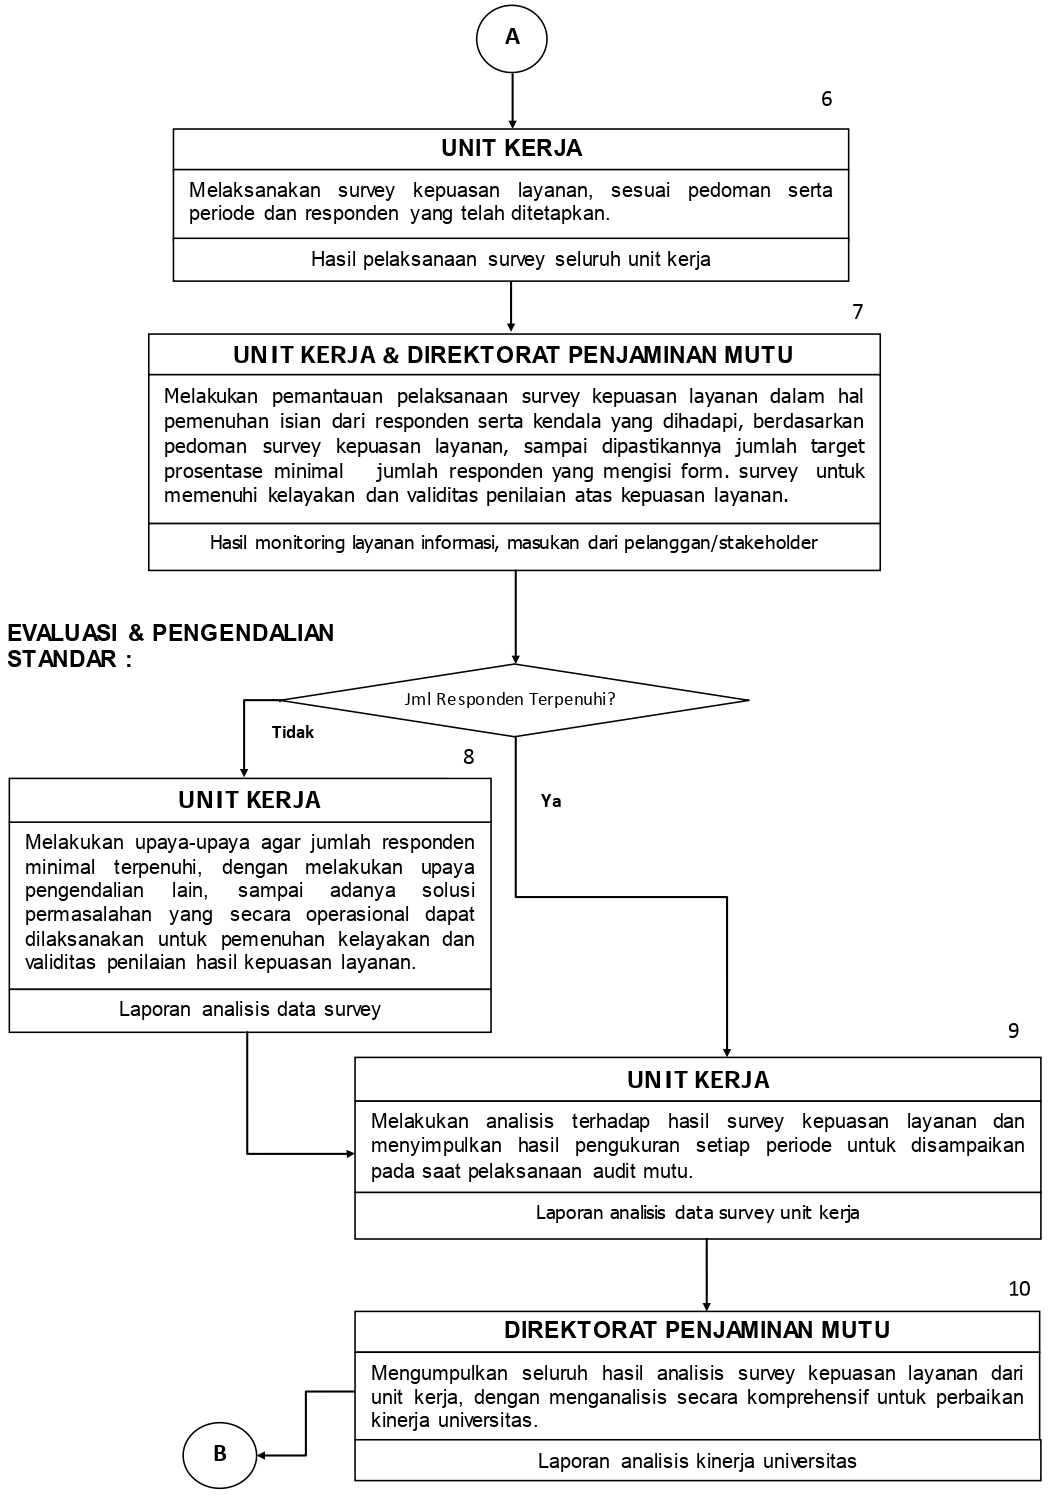 A
6
UNIT KERJA
Melaksanakan survey kepuasan layanan, sesuai pedoman serta
periode dan responden yang telah ditetapkan.
Hasil pelaksanaan survey seluruh unit kerja
7
UNIT KERJA & DIREKTORAT PENJAMINAN MUTU
Melakukan pemantauan pelaksanaan survey kepuasan layanan dalam hal
pemenuhan isian dari responden serta kendala yang dihadapi, berdasarkan
pedoman survey kepuasan layanan, sampai dipastikannya jumlah target
prosentase minimal jumlah responden yang mengisi form. survey untuk
memenuhi kelayakan dan validitas penilaian atas kepuasan layanan.
Hasil monitoring layanan informasi, masukan dari pelanggan/stakeholder
EVALUASI & PENGENDALIAN
STANDAR :
Jml Responden Terpenuhi?
Tidak
8
Ya
UNIT KERJA
Melakukan upaya-upaya agar jumlah responden
minimal terpenuhi, dengan melakukan upaya
pengendalian lain, sampai adanya solusi
permasalahan yang secara operasional dapat
dilaksanakan untuk pemenuhan kelayakan dan
validitas penilaian hasil kepuasan layanan.
Laporan analisis data survey
9
UNIT KERJA
Melakukan analisis terhadap hasil survey kepuasan layanan dan
menyimpulkan hasil pengukuran setiap periode untuk disampaikan
pada saat pelaksanaan audit mutu.
Laporan analisis data survey unit kerja
10
DIREKTORAT PENJAMINAN MUTU
Mengumpulkan seluruh hasil analisis survey kepuasan layanan dari
unit kerja, dengan menganalisis secara komprehensif untuk perbaikan
kinerja universitas.
Laporan analisis kinerja universitas
B